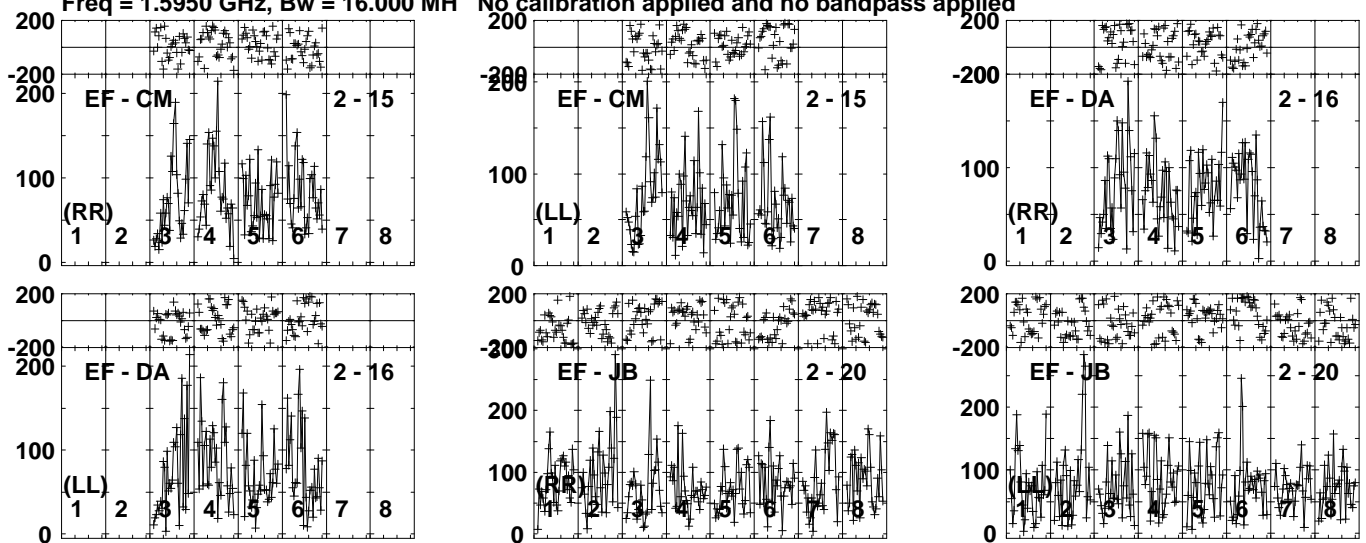 Freq = 1.5950 GHz, Bw = 16.000 MH No calibration applied and no bandpass applied
200
-200
200
100
0
EF - CM 2 - 15
(RR)
1 2 3 4 5 6 7 8
200
-200
200
100
0
EF - CM 2 - 15
(LL)
1 2 3 4 5 6 7 8
200
-200
100
0
EF - DA 2 - 16
(RR)
1 2 3 4 5 6 7 8
200
-200
100
0
EF - DA 2 - 16
(LL)
1 2 3 4 5 6 7 8
200
-200
300
200
100
0
EF - JB 2 - 20
(RR)
1 2 3 4 5 6 7 8
200
-200
200
100
0
EF - JB 2 - 20
(LL)
1 2 3 4 5 6 7 8